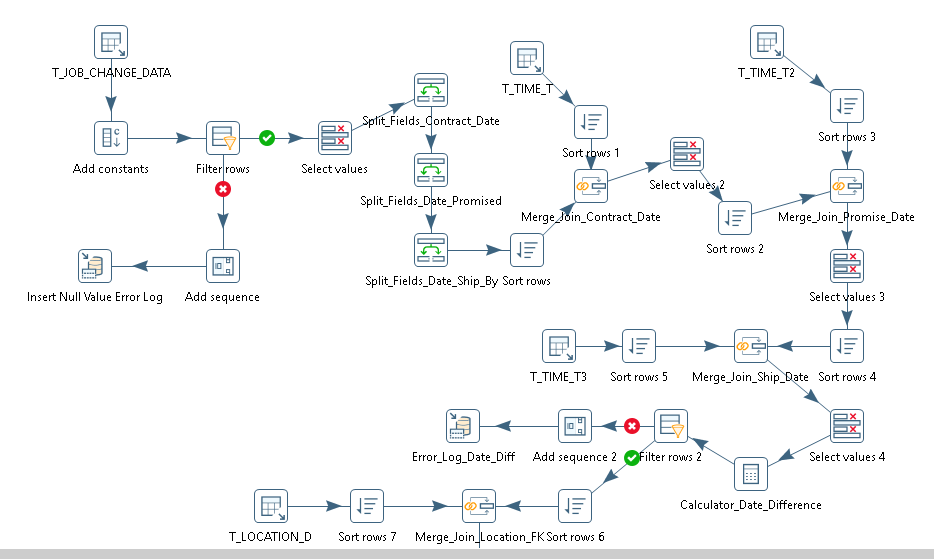 T_JOB_CHANGE_DATA
Add constants
Filter rows
Select values
Split_Fields_Contract_Date
Split_Fields_Date_Promised
Split_Fields_Date_Ship_By
Sort rows
Insert Null Value Error Log
Add sequence
T_TIME_T
Sort rows 1
Merge_Join_Contract_Date
Select values 2
Sort rows 2
T_TIME_T2
Sort rows 3
Merge_Join_Promise_Date
Select values 3
T_TIME_T3
Sort rows 5
Merge_Join_Ship_Date
Sort rows 4
Error_Log_Date_Diff
Add sequence 2
Filter rows 2
Select values 4
Calculator_Date_Difference
T_LOCATION_D
Sort rows 7
Merge_Join_Location_FK
Sort rows 6